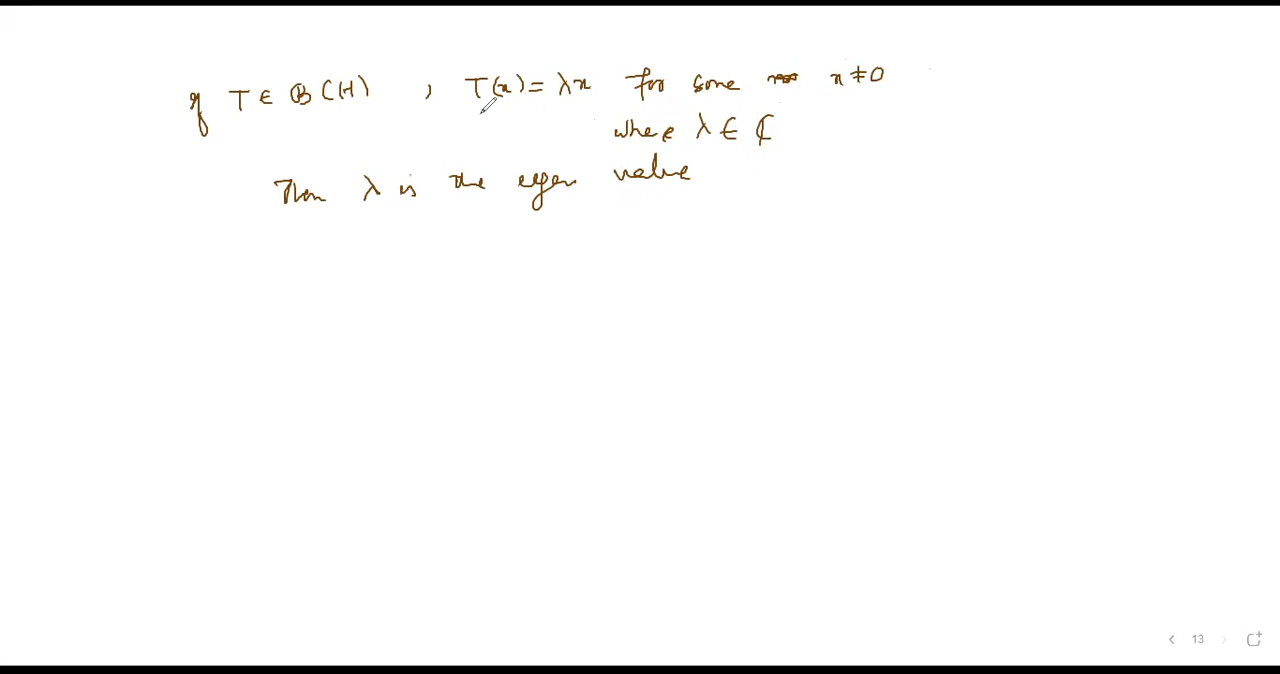 If T ∈ B(H) , T(x) = λx for some x ≠ 0
where λ ∈ ℂ
Then λ is the eigen value
13